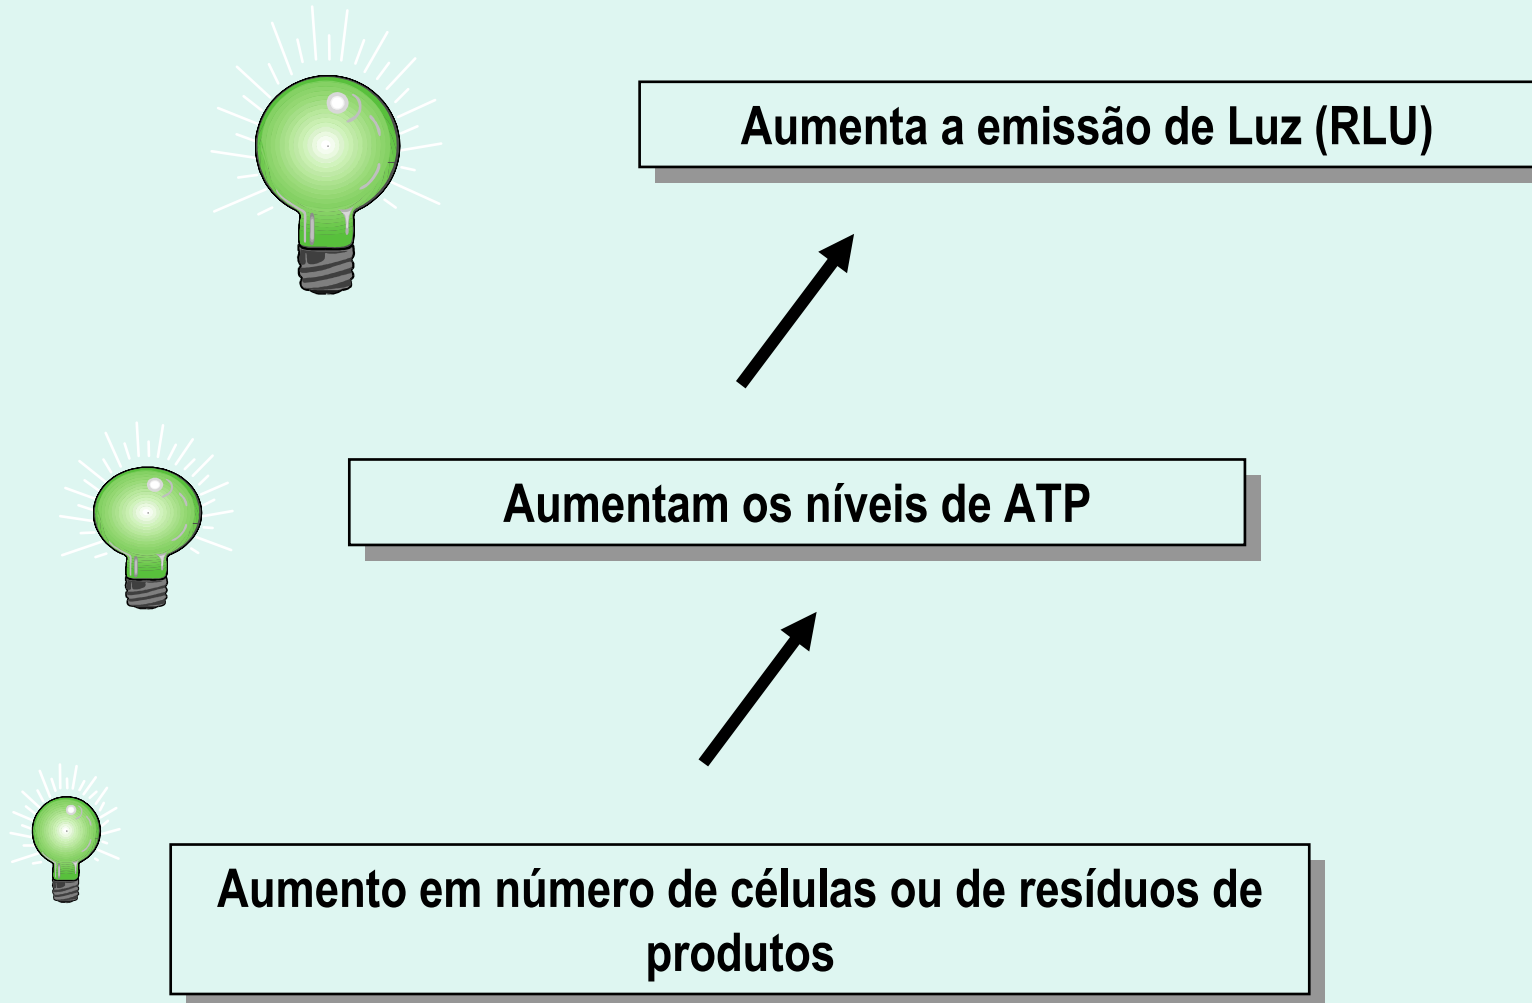 Aumenta a emissão de Luz (RLU)
Aumentam os níveis de ATP
Aumento em número de células ou de resíduos de
produtos